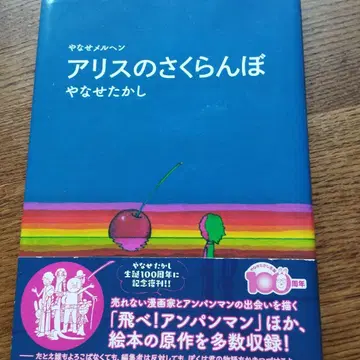 やなせメルヘン
アリスのさくらんぼ
やなせたかし
やなせたかし
生誕100周年に
記念復刊!!
100
周年
売れない漫画家とアンパンマンの出会いを描く
「飛べ!アンパンマン」ほか、
絵本の原作を多数収録!